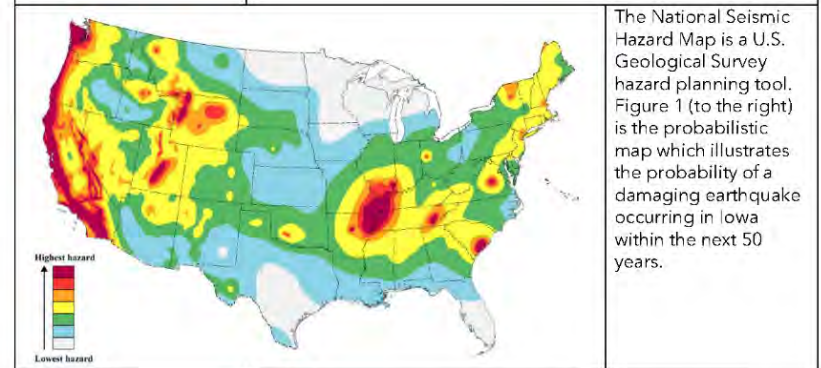 The National Seismic
Hazard Map is a U.S.
Geological Survey
hazard planning tool.
Figure 1 (to the right)
is the probabilistic
map which illustrates
the probability of a
damaging earthquake
occurring in Iowa
within the next 50
years.
Highest hazard
Lowest hazard